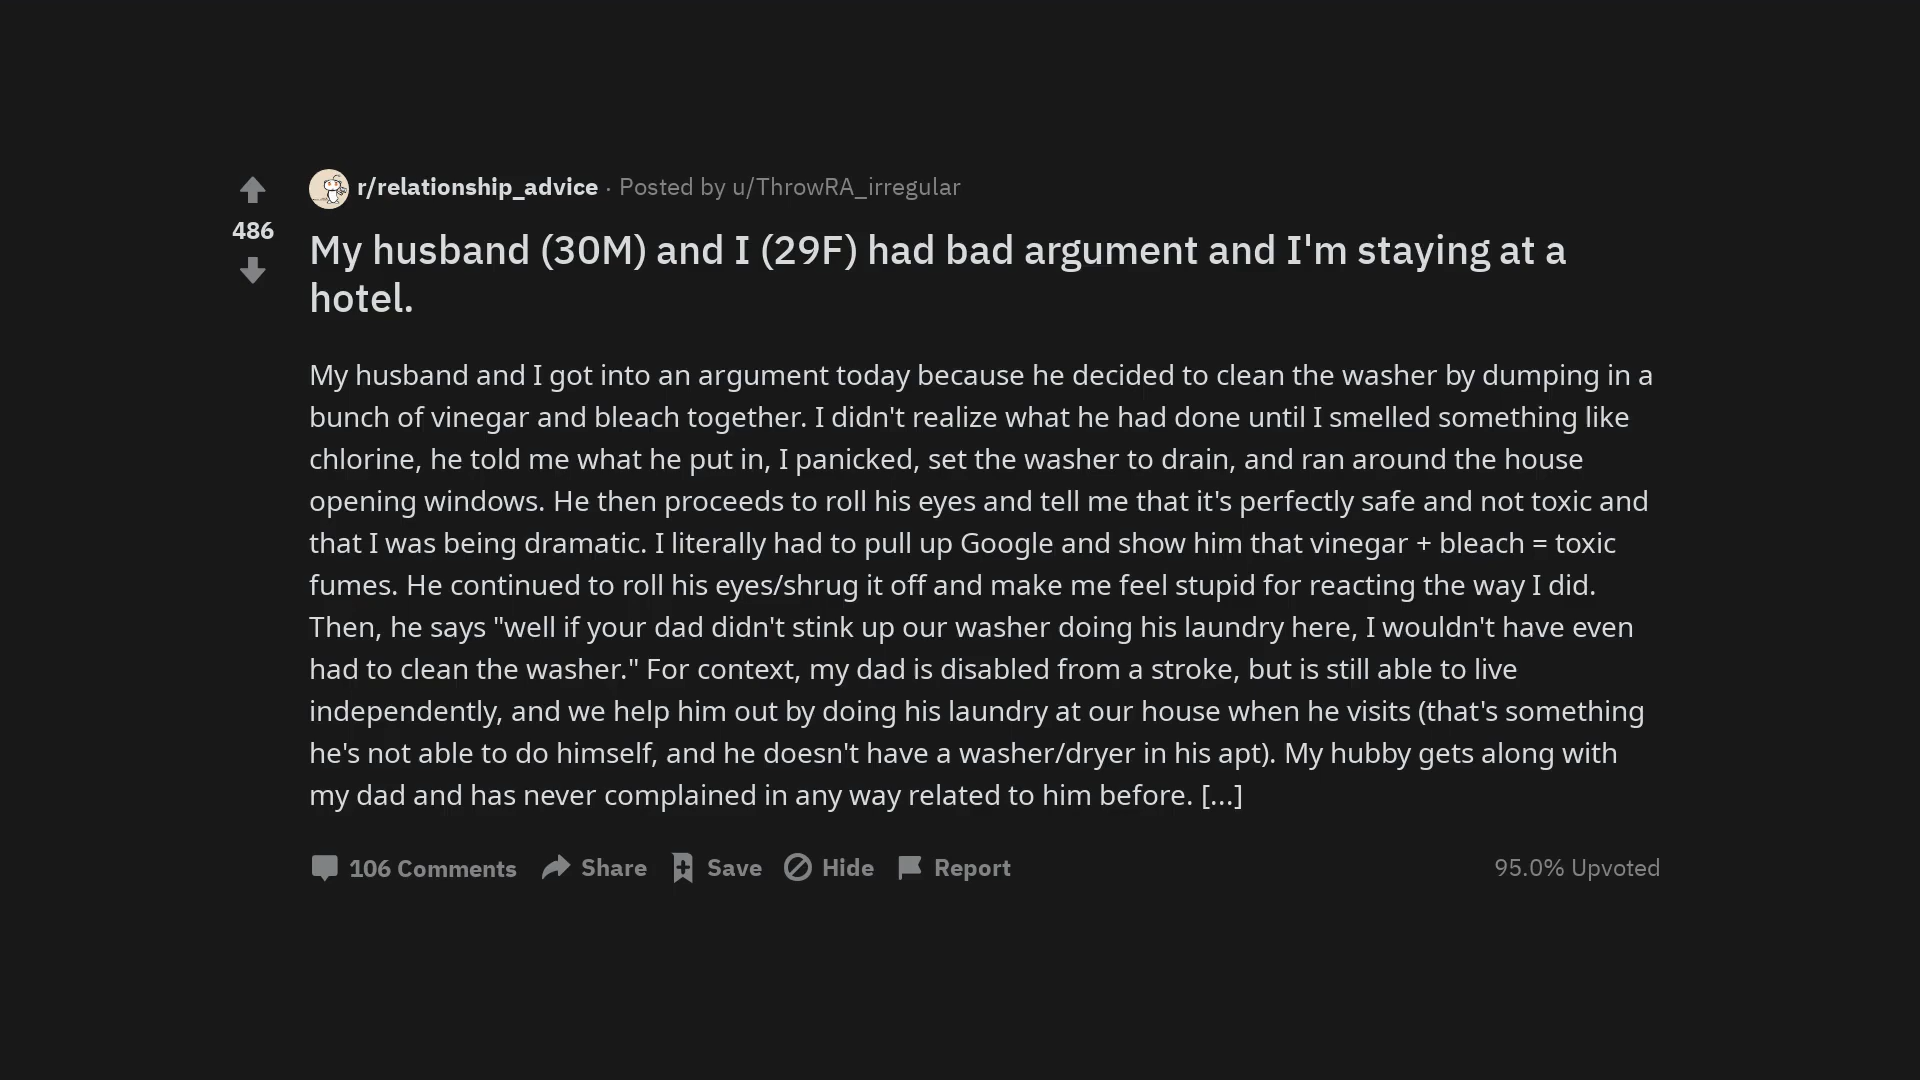 r/relationship_advice · Posted by u/ThrowRA_irregular
486
My husband (30M) and I (29F) had bad argument and I'm staying at a
hotel.
My husband and I got into an argument today because he decided to clean the washer by dumping in a
bunch of vinegar and bleach together. I didn't realize what he had done until I smelled something like
chlorine, he told me what he put in, I panicked, set the washer to drain, and ran around the house
opening windows. He then proceeds to roll his eyes and tell me that it's perfectly safe and not toxic and
that I was being dramatic. I literally had to pull up Google and show him that vinegar + bleach = toxic
fumes. He continued to roll his eyes/shrug it off and make me feel stupid for reacting the way I did.
Then, he says "well if your dad didn't stink up our washer doing his laundry here, I wouldn't have even
had to clean the washer." For context, my dad is disabled from a stroke, but is still able to live
independently, and we help him out by doing his laundry at our house when he visits (that's something
he's not able to do himself, and he doesn't have a washer/dryer in his apt). My hubby gets along with
my dad and has never complained in any way related to him before. [...]
106 Comments Share Save Hide Report 95.0% Upvoted